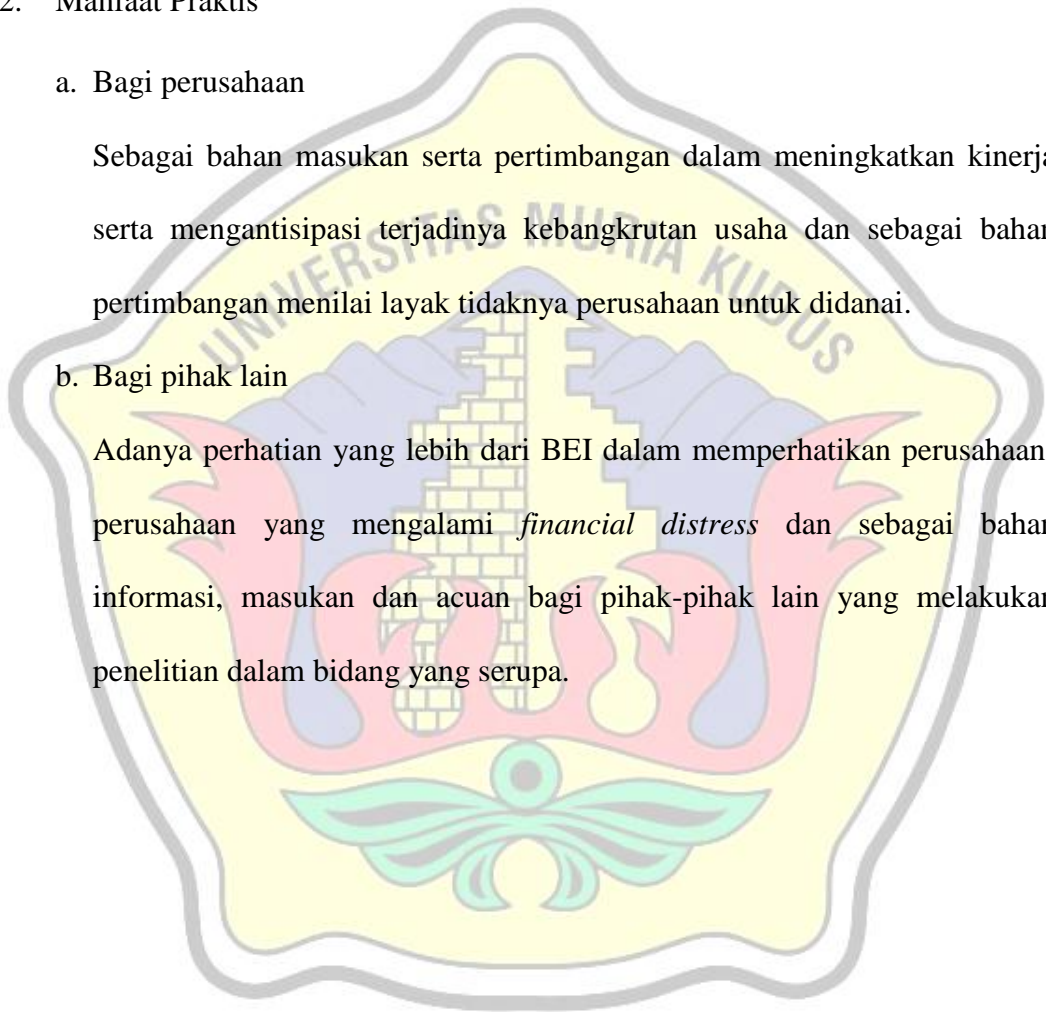 2. Manfaat Praktis
a. Bagi perusahaan
Sebagai bahan masukan serta pertimbangan dalam meningkatkan kinerja
serta mengantisipasi terjadinya kebangkrutan usaha dan sebagai bahan
pertimbangan menilai layak tidaknya perusahaan untuk didanai.
b. Bagi pihak lain
Adanya perhatian yang lebih dari BEI dalam memperhatikan perusahaan
perusahaan yang mengalami financial distress dan sebagai bahan
informasi, masukan dan acuan bagi pihak-pihak lain yang melakukan
penelitian dalam bidang yang serupa.
UNIVERSITAS MURIA KUDUS